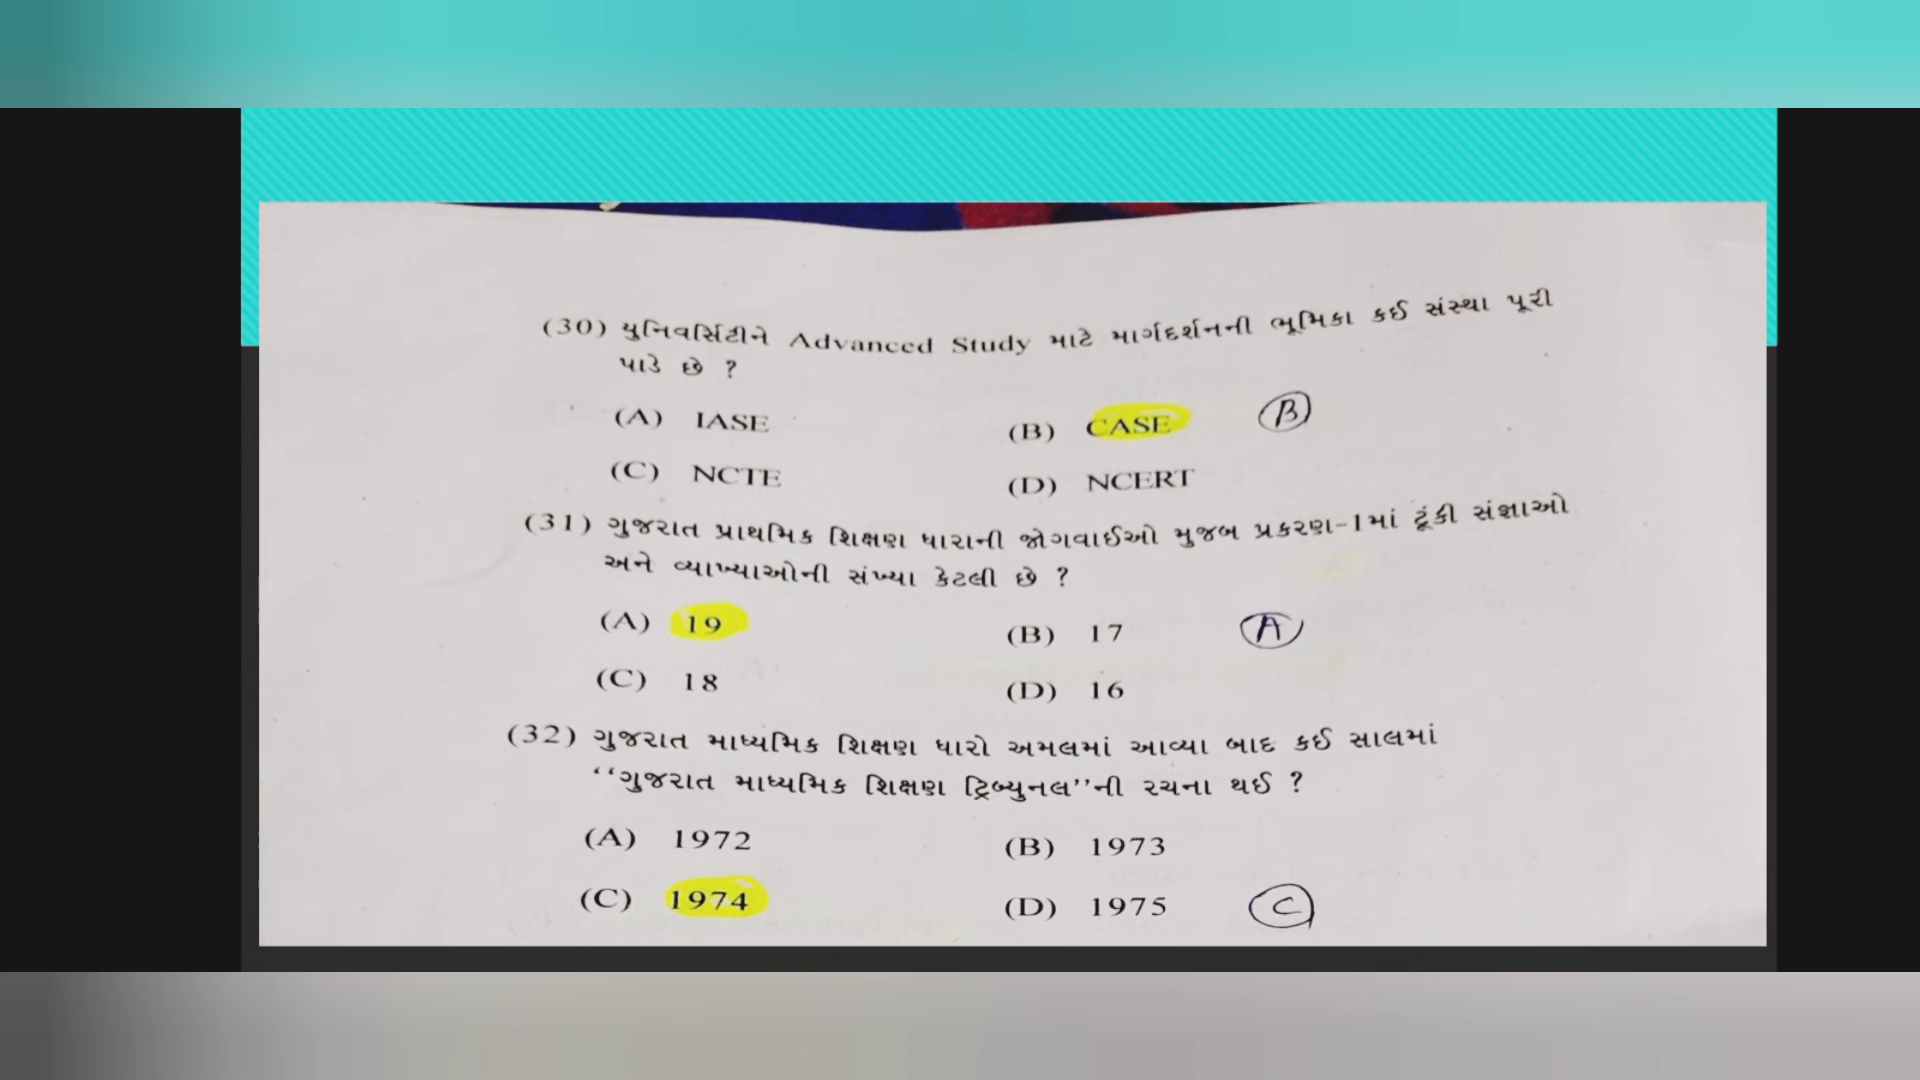 (30) યુનિવર્સિટીને Advanced Study માટે માર્ગદર્શનની ભૂમિકા કઈ સંસ્થા પૂરી
પાડે છે ?
(A) IASE (B) CASE B
(C) NCTE (D) NCERT
(31) ગુજરાત પ્રાથમિક શિક્ષણ ધારાની જોગવાઈઓ મુજબ પ્રકરણ-1માં ટૂંકી સંજ્ઞાઓ
અને વ્યાખ્યાઓની સંખ્યા કેટલી છે ?
(A) 19 (B) 17 A
(C) 18 (D) 16
(32) ગુજરાત માધ્યમિક શિક્ષણ ધારો અમલમાં આવ્યા બાદ કઈ સાલમાં
‘‘ગુજરાત માધ્યમિક શિક્ષણ ટ્રિબ્યુનલ’’ની રચના થઈ ?
(A) 1972 (B) 1973
(C) 1974 (D) 1975 C